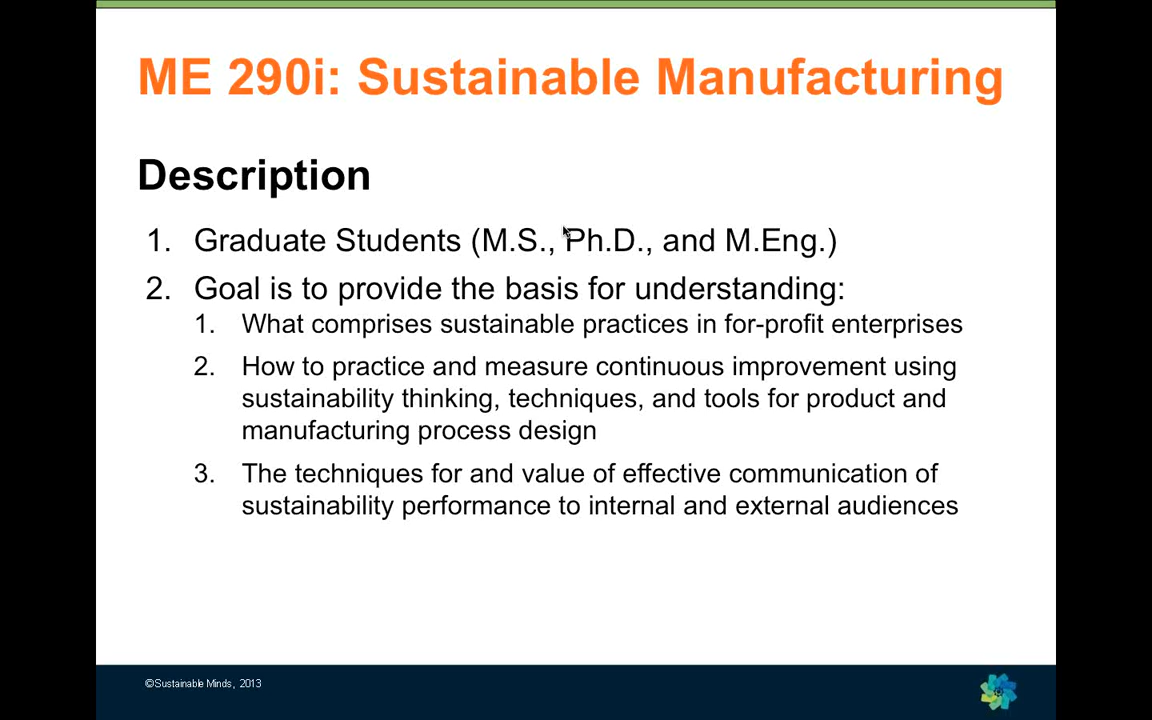 ME 290i: Sustainable Manufacturing
Description
1. Graduate Students (M.S., Ph.D., and M.Eng.)
2. Goal is to provide the basis for understanding:
1. What comprises sustainable practices in for-profit enterprises
2. How to practice and measure continuous improvement using
sustainability thinking, techniques, and tools for product and
manufacturing process design
3. The techniques for and value of effective communication of
sustainability performance to internal and external audiences
©Sustainable Minds, 2013